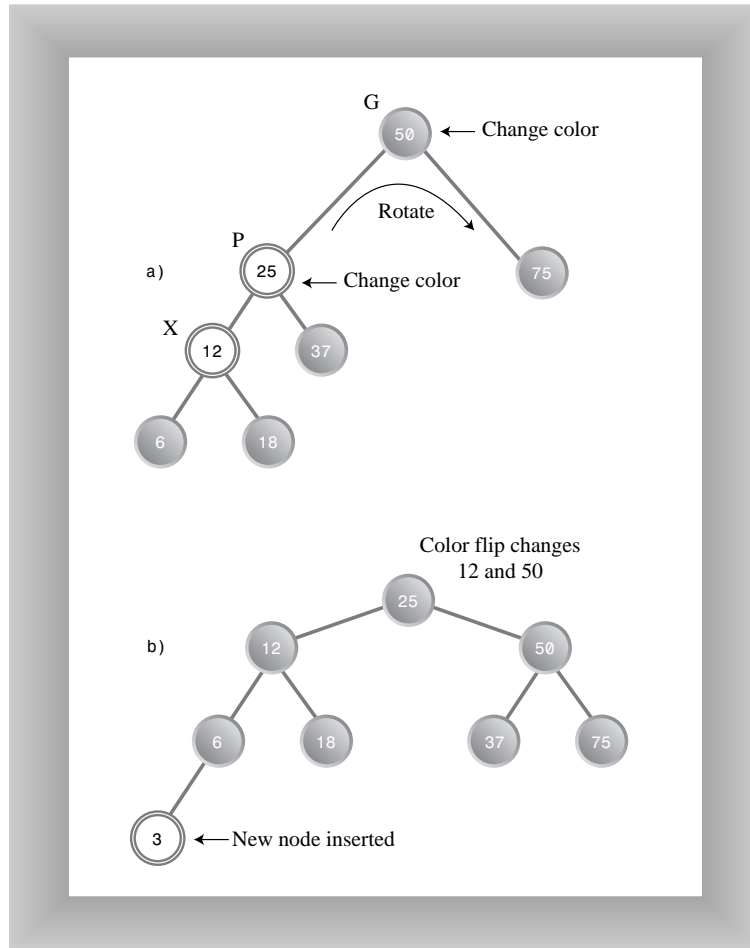 G
50
Change color
Rotate
P
a)
25
Change color
75
X
12
37
6
18
Color flip changes
12 and 50
25
b)
12
50
6
18
37
75
3
New node inserted